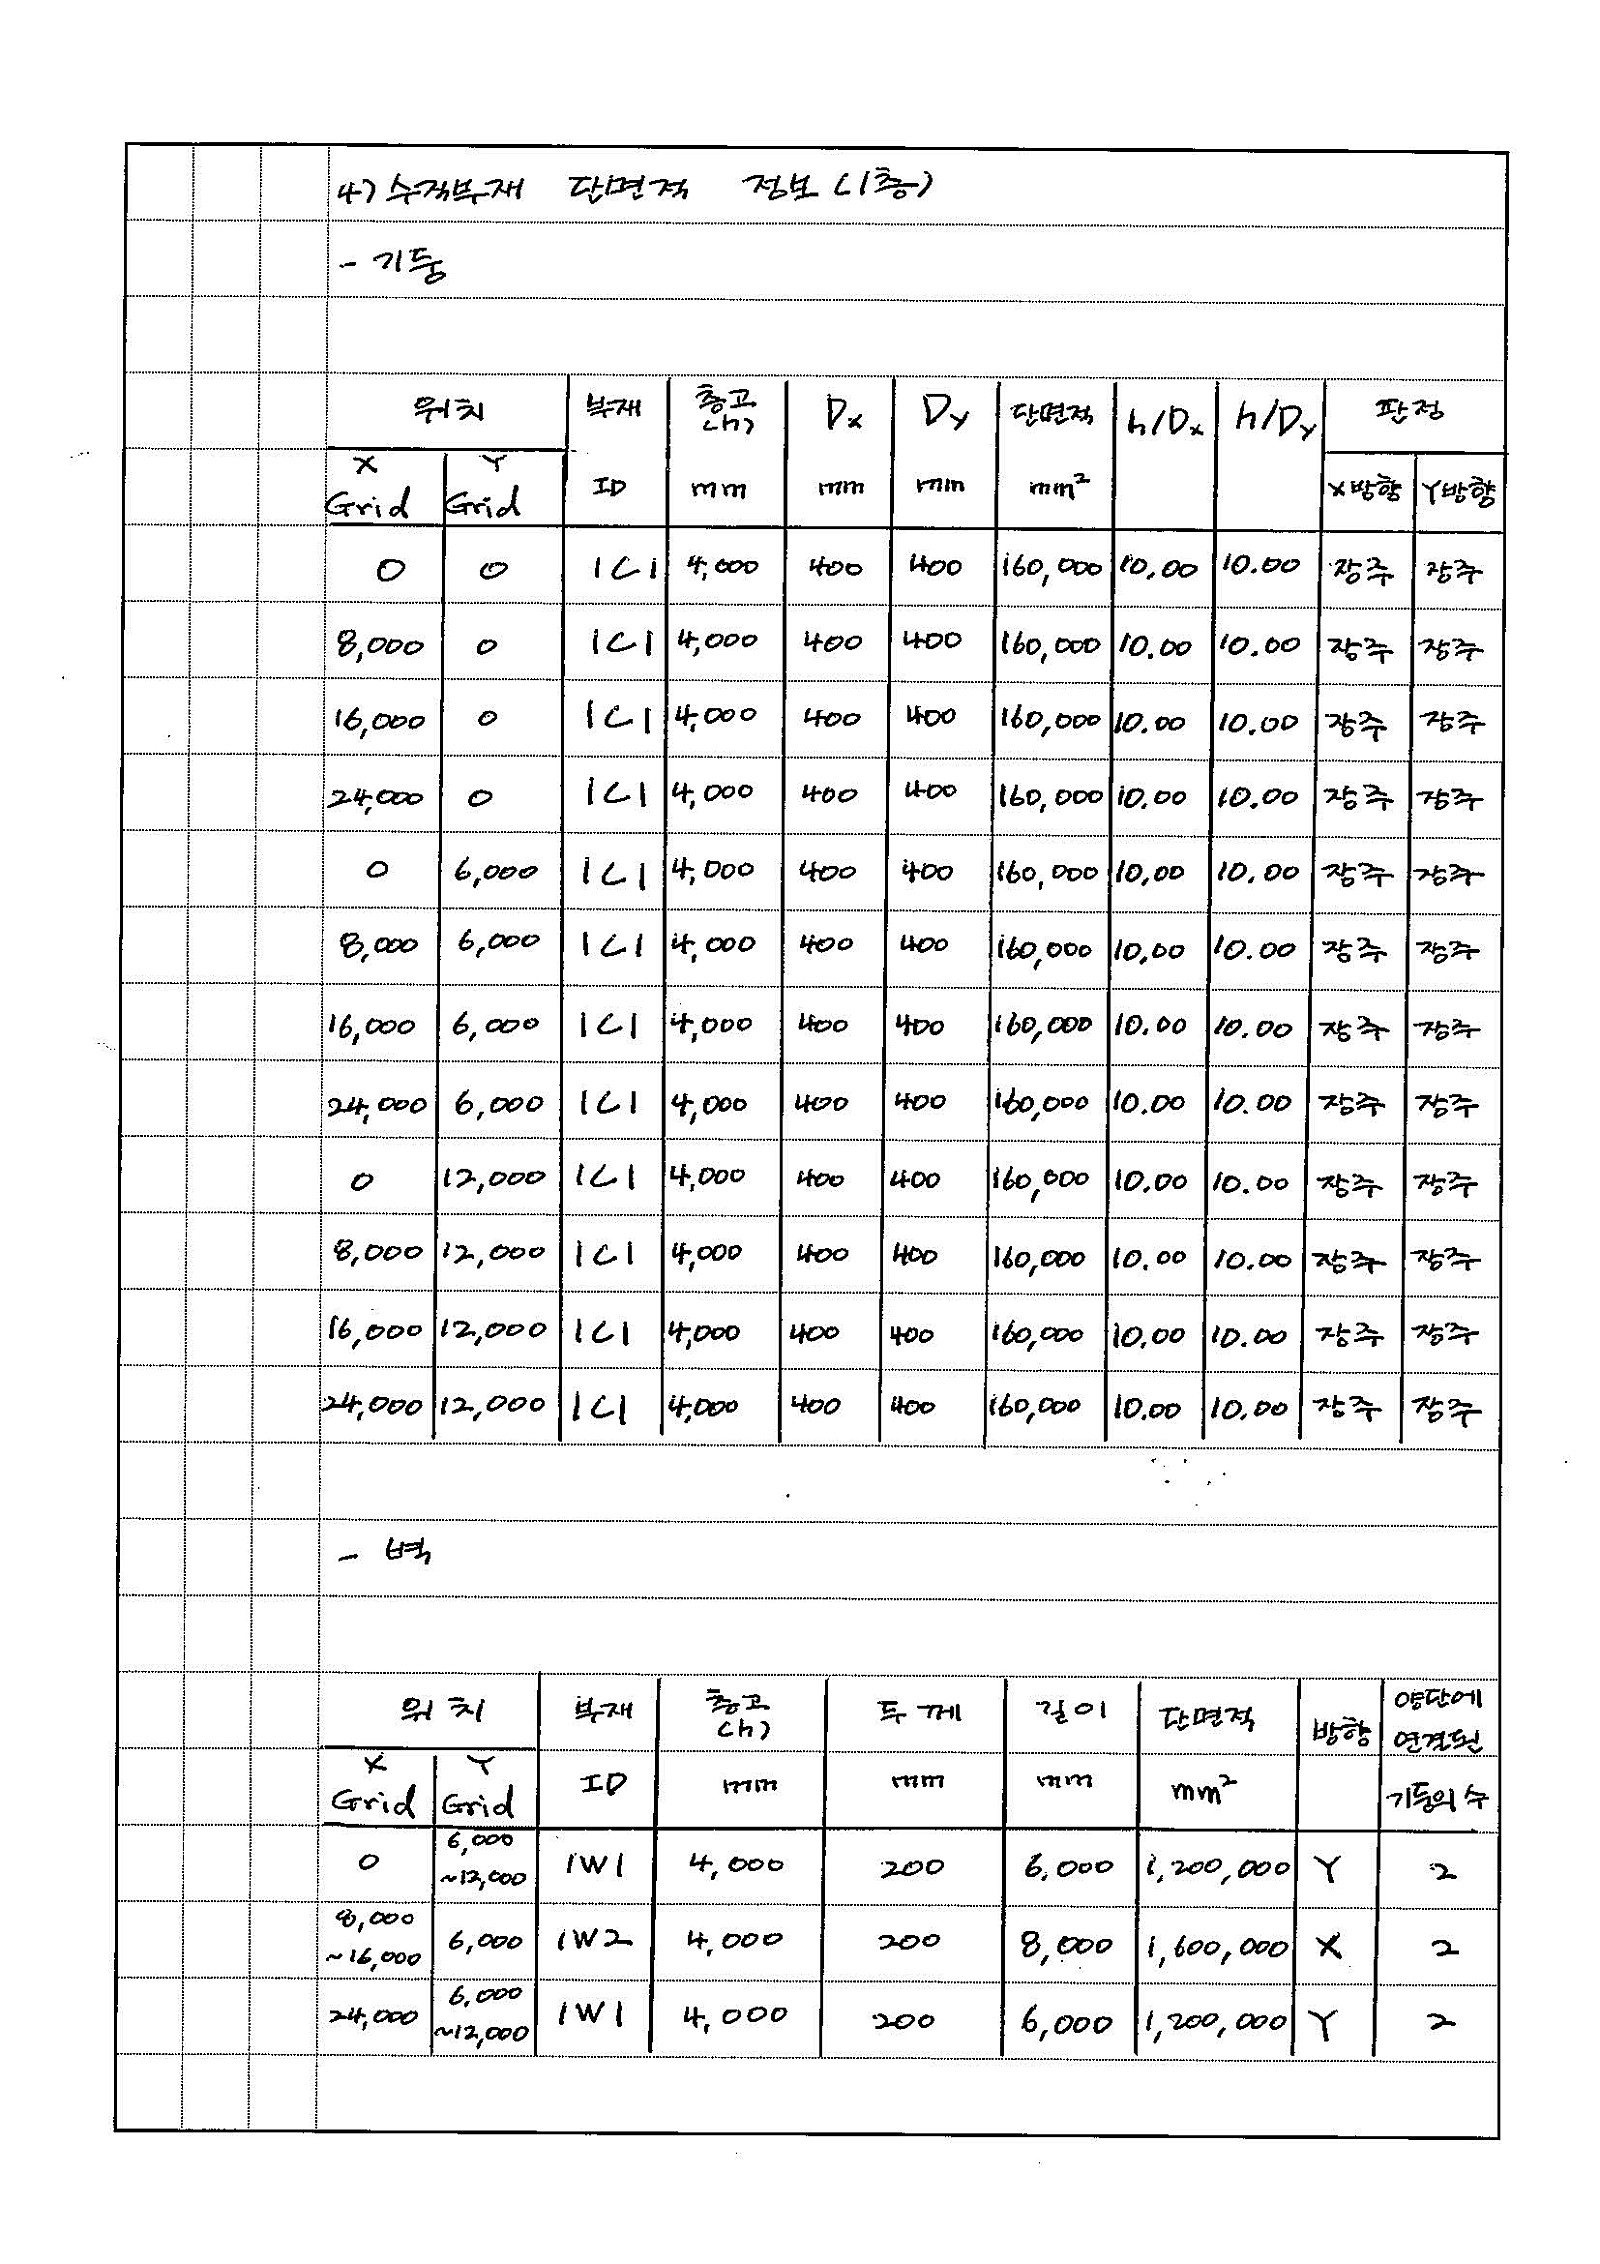 4) 수직부재 단면적 정보(1층)
- 기둥
위치 부재 층고 Dx Dy 단면적 h/Dx h/Dy 판정
(h)
X Y ID mm mm mm mm² X방향 Y방향
Grid Grid
0 0 1C1 4,000 400 400 160,000 10.00 10.00 장주 장주
8,000 0 1C1 4,000 400 400 160,000 10.00 10.00 장주 장주
16,000 0 1C1 4,000 400 400 160,000 10.00 10.00 장주 장주
24,000 0 1C1 4,000 400 400 160,000 10.00 10.00 장주 장주
0 6,000 1C1 4,000 400 400 160,000 10.00 10.00 장주 장주
8,000 6,000 1C1 4,000 400 400 160,000 10.00 10.00 장주 장주
16,000 6,000 1C1 4,000 400 400 160,000 10.00 10.00 장주 장주
24,000 6,000 1C1 4,000 400 400 160,000 10.00 10.00 장주 장주
0 12,000 1C1 4,000 400 400 160,000 10.00 10.00 장주 장주
8,000 12,000 1C1 4,000 400 400 160,000 10.00 10.00 장주 장주
16,000 12,000 1C1 4,000 400 400 160,000 10.00 10.00 장주 장주
24,000 12,000 1C1 4,000 400 400 160,000 10.00 10.00 장주 장주
- 벽
위치 부재 층고 두께 길이 단면적 방향 양단에
(h) 연결된
X Y ID mm mm mm mm² 기둥의 수
Grid Grid
0 6,000 1W1 4,000 200 6,000 1,200,000 Y 2
~12,000
8,000 6,000 1W2 4,000 200 8,000 1,600,000 X 2
~16,000
24,000 6,000 1W1 4,000 200 6,000 1,200,000 Y 2
~12,000